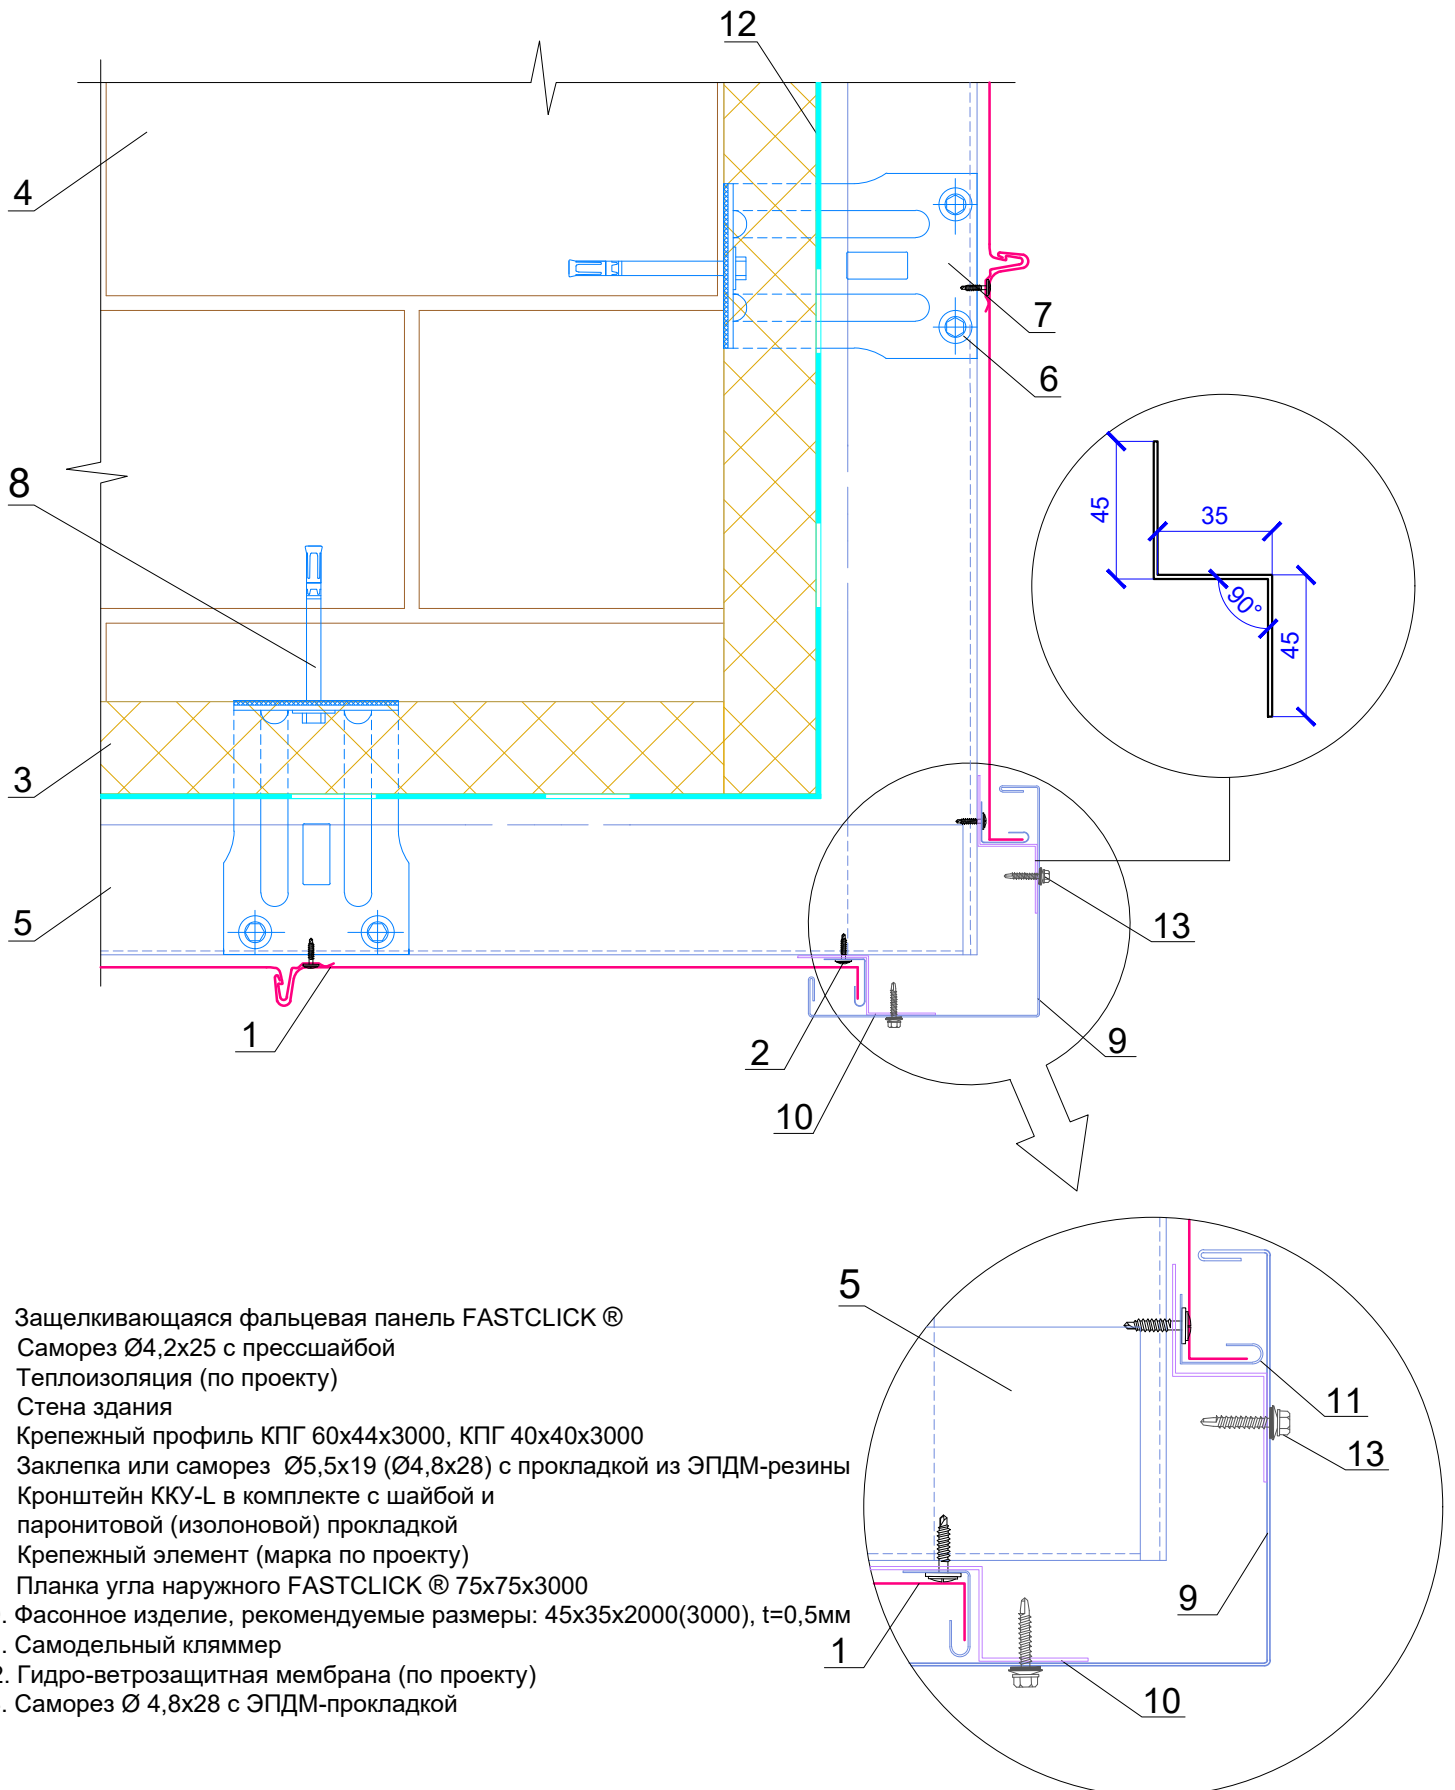 12
4
7
6
8
45
35
90°
45
3
5
13
1
2
9
10
5
11
13
9
1
10
Защелкивающаяся фальцевая панель FASTCLICK ®
Саморез Ø4,2х25 с прессшайбой
Теплоизоляция (по проекту)
Стена здания
Крепежный профиль КПГ 60х44х3000, КПГ 40х40х3000
Заклепка или саморез Ø5,5х19 (Ø4,8х28) с прокладкой из ЭПДМ-резины
Кронштейн ККУ-L в комплекте с шайбой и
паронитовой (изолоновой) прокладкой
Крепежный элемент (марка по проекту)
Планка угла наружного FASTCLICK ® 75х75х3000
. Фасонное изделие, рекомендуемые размеры: 45х35х2000(3000), t=0,5мм
. Самодельный кляммер
. Гидро-ветрозащитная мембрана (по проекту)
. Саморез Ø 4,8х28 с ЭПДМ-прокладкой